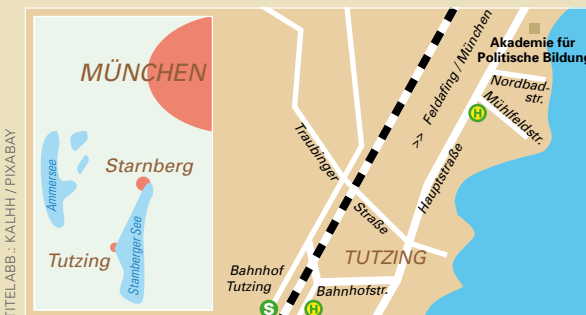 TITELABB.: KALHH / PIXABAY
MÜNCHEN
Starnberg
Ammersee
Starnberger See
Tutzing
Akademie für
Politische Bildung
Nordbad-
str.
Mühlfeldstr.
>> Feldafing / München
H
Hauptstraße
Traubinger
Straße
TUTZING
Bahnhof
Tutzing
Bahnhofstr.
S
H